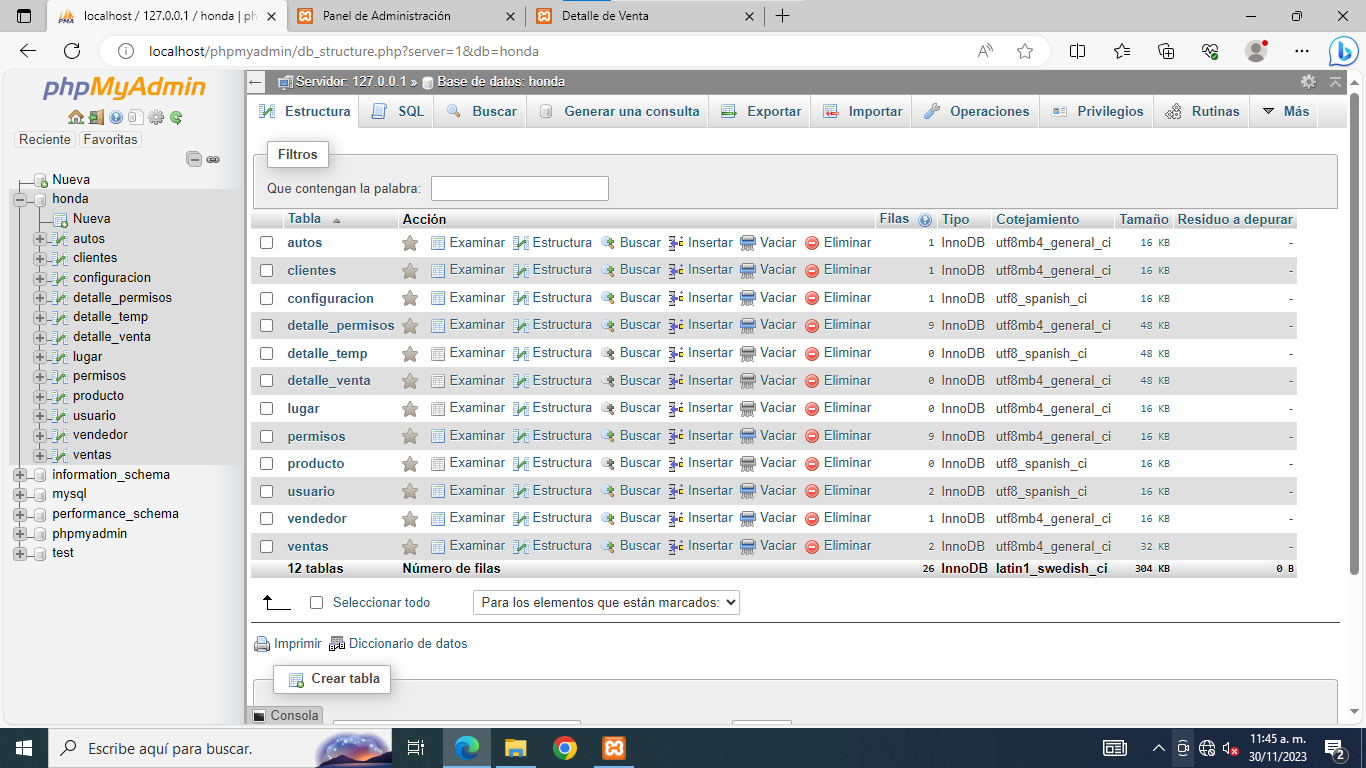 localhost / 127.0.0.1 / honda | ph
Panel de Administración
Detalle de Venta
localhost/phpmyadmin/db_structure.php?server=1&db=honda
phpMyAdmin
Reciente Favoritas
Nueva
honda
Nueva
autos
clientes
configuracion
detalle_permisos
detalle_temp
detalle_venta
lugar
permisos
producto
usuario
vendedor
ventas
information_schema
mysql
performance_schema
phpmyadmin
test
Servidor: 127.0.0.1 » Base de datos: honda
Estructura SQL Buscar Generar una consulta Exportar Importar Operaciones Privilegios Rutinas Más
Filtros
Que contengan la palabra:
Tabla Acción Filas Tipo Cotejamiento Tamaño Residuo a depurar
autos Examinar Estructura Buscar Insertar Vaciar Eliminar 1 InnoDB utf8mb4_general_ci 16 KB -
clientes Examinar Estructura Buscar Insertar Vaciar Eliminar 1 InnoDB utf8mb4_general_ci 16 KB -
configuracion Examinar Estructura Buscar Insertar Vaciar Eliminar 1 InnoDB utf8_spanish_ci 16 KB -
detalle_permisos Examinar Estructura Buscar Insertar Vaciar Eliminar 9 InnoDB utf8mb4_general_ci 48 KB -
detalle_temp Examinar Estructura Buscar Insertar Vaciar Eliminar 0 InnoDB utf8_spanish_ci 48 KB -
detalle_venta Examinar Estructura Buscar Insertar Vaciar Eliminar 0 InnoDB utf8mb4_general_ci 48 KB -
lugar Examinar Estructura Buscar Insertar Vaciar Eliminar 0 InnoDB utf8mb4_general_ci 16 KB -
permisos Examinar Estructura Buscar Insertar Vaciar Eliminar 9 InnoDB utf8mb4_general_ci 16 KB -
producto Examinar Estructura Buscar Insertar Vaciar Eliminar 0 InnoDB utf8_spanish_ci 16 KB -
usuario Examinar Estructura Buscar Insertar Vaciar Eliminar 2 InnoDB utf8_spanish_ci 16 KB -
vendedor Examinar Estructura Buscar Insertar Vaciar Eliminar 1 InnoDB utf8mb4_general_ci 16 KB -
ventas Examinar Estructura Buscar Insertar Vaciar Eliminar 2 InnoDB utf8mb4_general_ci 32 KB -
12 tablas Número de filas 26 InnoDB latin1_swedish_ci 304 KB 0 B
Seleccionar todo Para los elementos que están marcados:
Imprimir Diccionario de datos
Crear tabla
Consola
Escribe aquí para buscar.
11:45 a. m.
30/11/2023
2